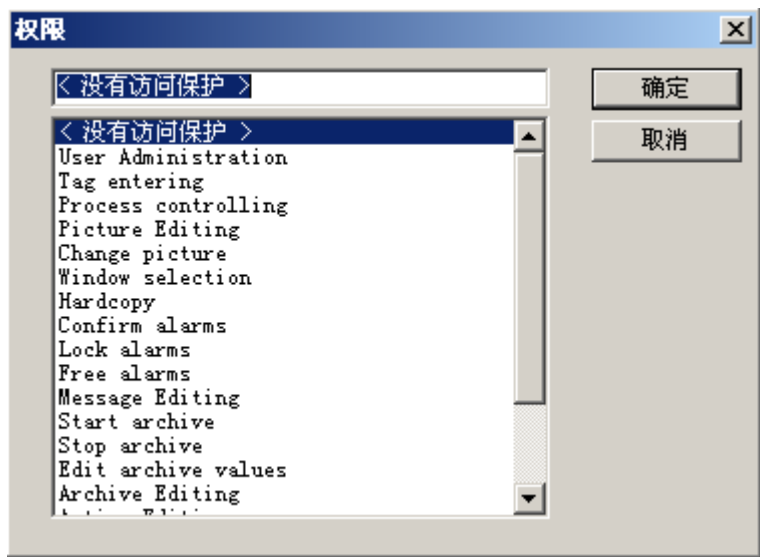 权限
< 没有访问保护 >
确定
< 没有访问保护 >
取消
User Administration
Tag entering
Process controlling
Picture Editing
Change picture
Window selection
Hardcopy
Confirm alarms
Lock alarms
Free alarms
Message Editing
Start archive
Stop archive
Edit archive values
Archive Editing